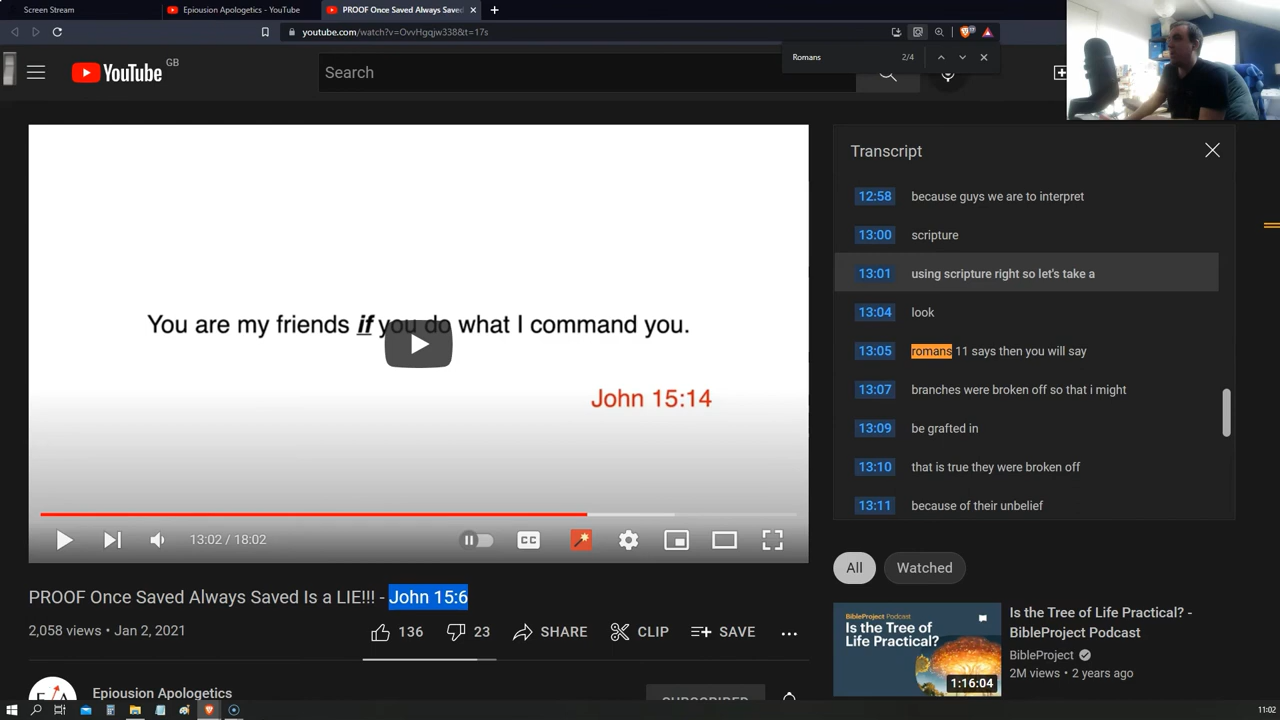 Screen Stream
Epiousion Apologetics - YouTube
PROOF Once Saved Always Saved
youtube.com/watch?v=OvvHgqjw338&t=17s
Romans
2/4
YouTube
GB
Search
You are my friends if you do what I command you.
John 15:14
13:02 / 18:02
CC
Transcript
12:58 because guys we are to interpret
13:00 scripture
13:01 using scripture right so let's take a
13:04 look
13:05 romans 11 says then you will say
13:07 branches were broken off so that i might
13:09 be grafted in
13:10 that is true they were broken off
13:11 because of their unbelief
PROOF Once Saved Always Saved Is a LIE!!! - John 15:6
2,058 views • Jan 2, 2021
136
23
SHARE
CLIP
SAVE
Epiousion Apologetics
SUBSCRIBED
All
Watched
BibleProject Podcast
Is the Tree of Life Practical?
1:16:04
Is the Tree of Life Practical? -
BibleProject Podcast
BibleProject
2M views • 2 years ago
11:02